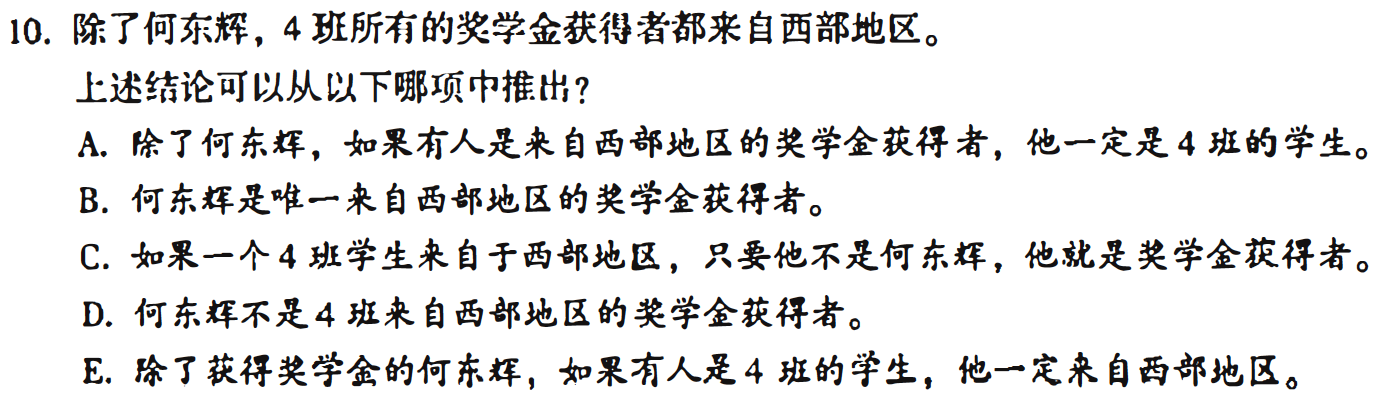 10. 除了何东辉，4 班所有的奖学金获得者都来自西部地区。
上述结论可以从以下哪项中推出？
A. 除了何东辉，如果有人是来自西部地区的奖学金获得者，他一定是 4 班的学生。
B. 何东辉是唯一来自西部地区的奖学金获得者。
C. 如果一个 4 班学生来自于西部地区，只要他不是何东辉，他就是奖学金获得者。
D. 何东辉不是 4 班来自西部地区的奖学金获得者。
E. 除了获得奖学金的何东辉，如果有人是 4 班的学生，他一定来自西部地区。